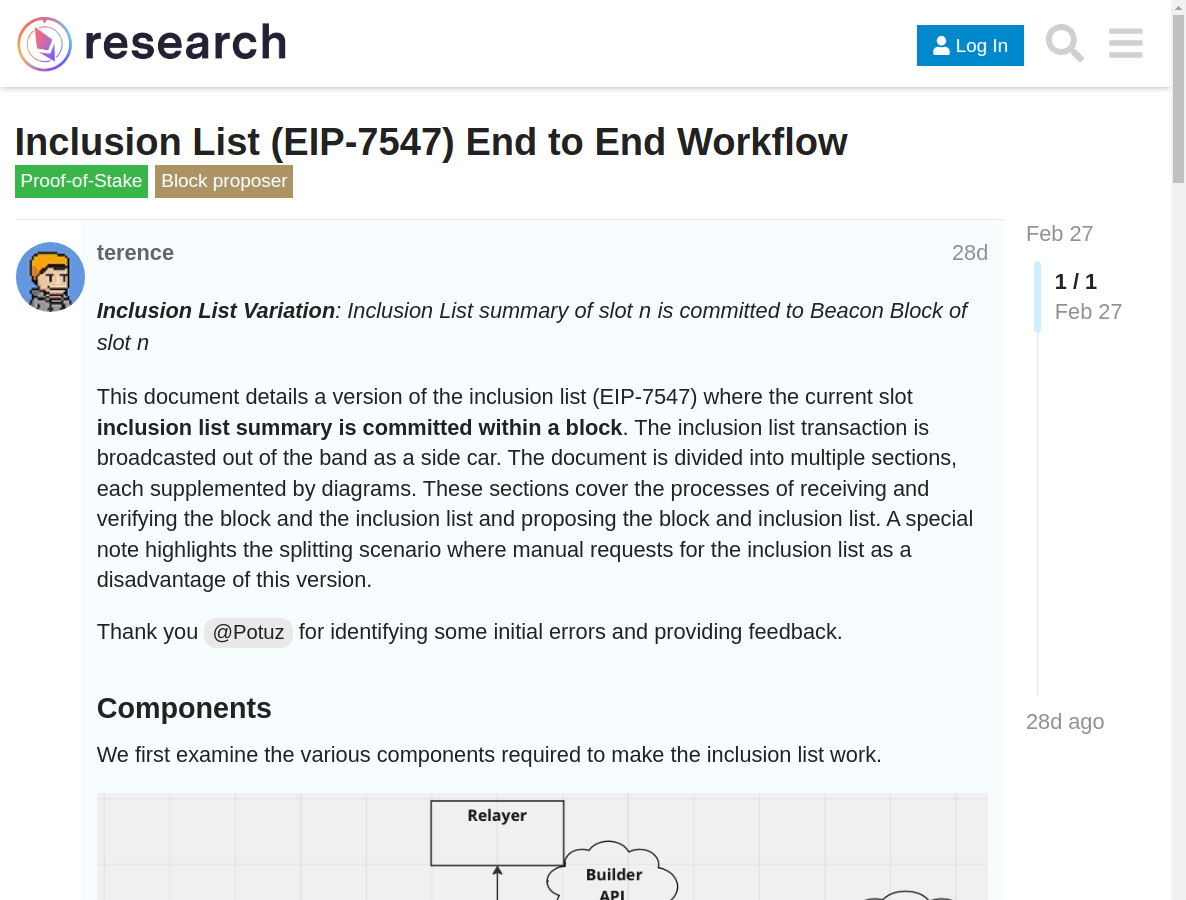 research
Log In
Inclusion List (EIP-7547) End to End Workflow
Proof-of-Stake
Block proposer
terence
28d
Inclusion List Variation: Inclusion List summary of slot n is committed to Beacon Block of
slot n
This document details a version of the inclusion list (EIP-7547) where the current slot
inclusion list summary is committed within a block. The inclusion list transaction is
broadcasted out of the band as a side car. The document is divided into multiple sections,
each supplemented by diagrams. These sections cover the processes of receiving and
verifying the block and the inclusion list and proposing the block and inclusion list. A special
note highlights the splitting scenario where manual requests for the inclusion list as a
disadvantage of this version.
Thank you @Potuz for identifying some initial errors and providing feedback.
Components
We first examine the various components required to make the inclusion list work.
Relayer
Builder
API
Feb 27
1 / 1
Feb 27
28d ago